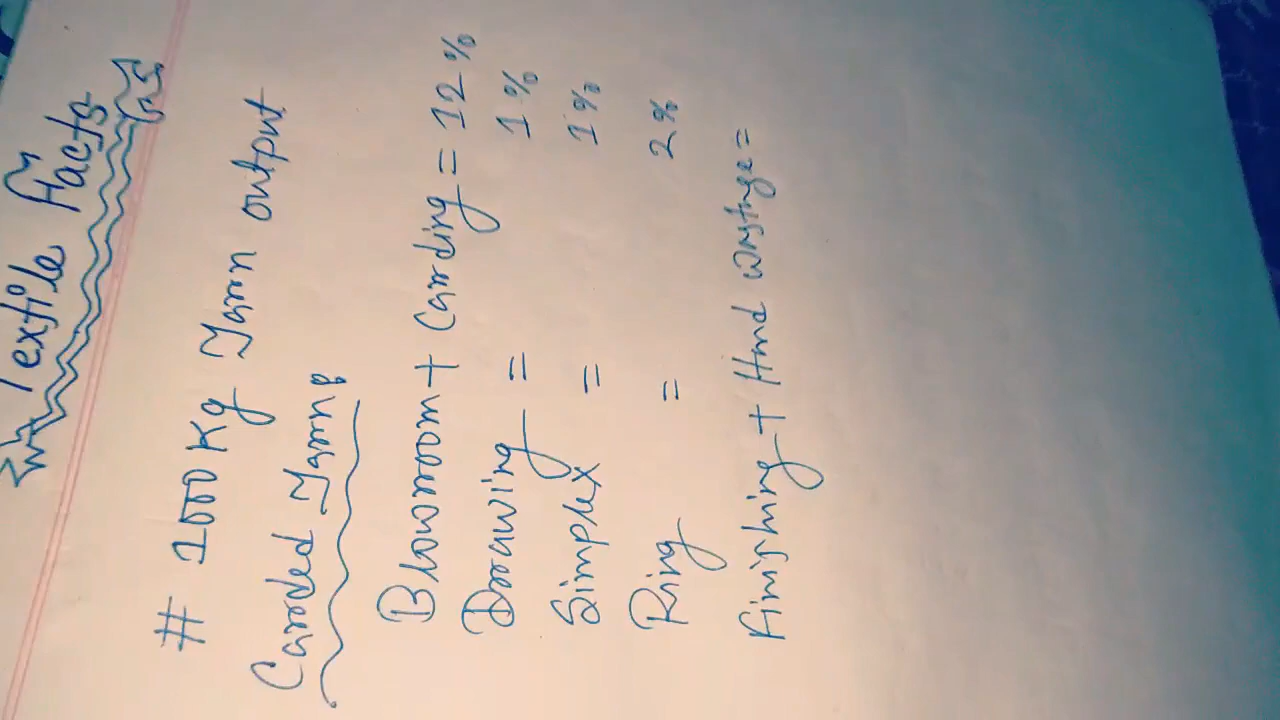 Textile Facts
# 1000 Kg Yarn output
Carded Yarn
Blowroom + Carding = 12%
Drawing = 1%
Simplex = 1%
Ring = 2%
Finishing + Hard wastage =